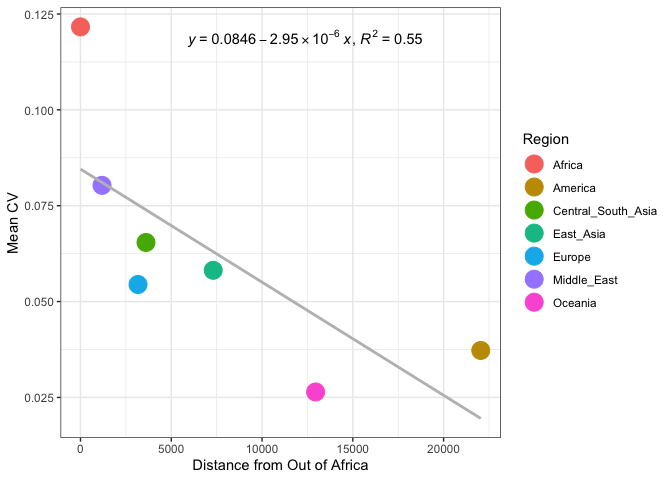 y = 0.0846 – 2.95 × 10⁻⁶ x, R² = 0.55
0.125
0.100
0.075
0.050
0.025
Mean CV
0 5000 10000 15000 20000
Distance from Out of Africa
Region
Africa
America
Central_South_Asia
East_Asia
Europe
Middle_East
Oceania